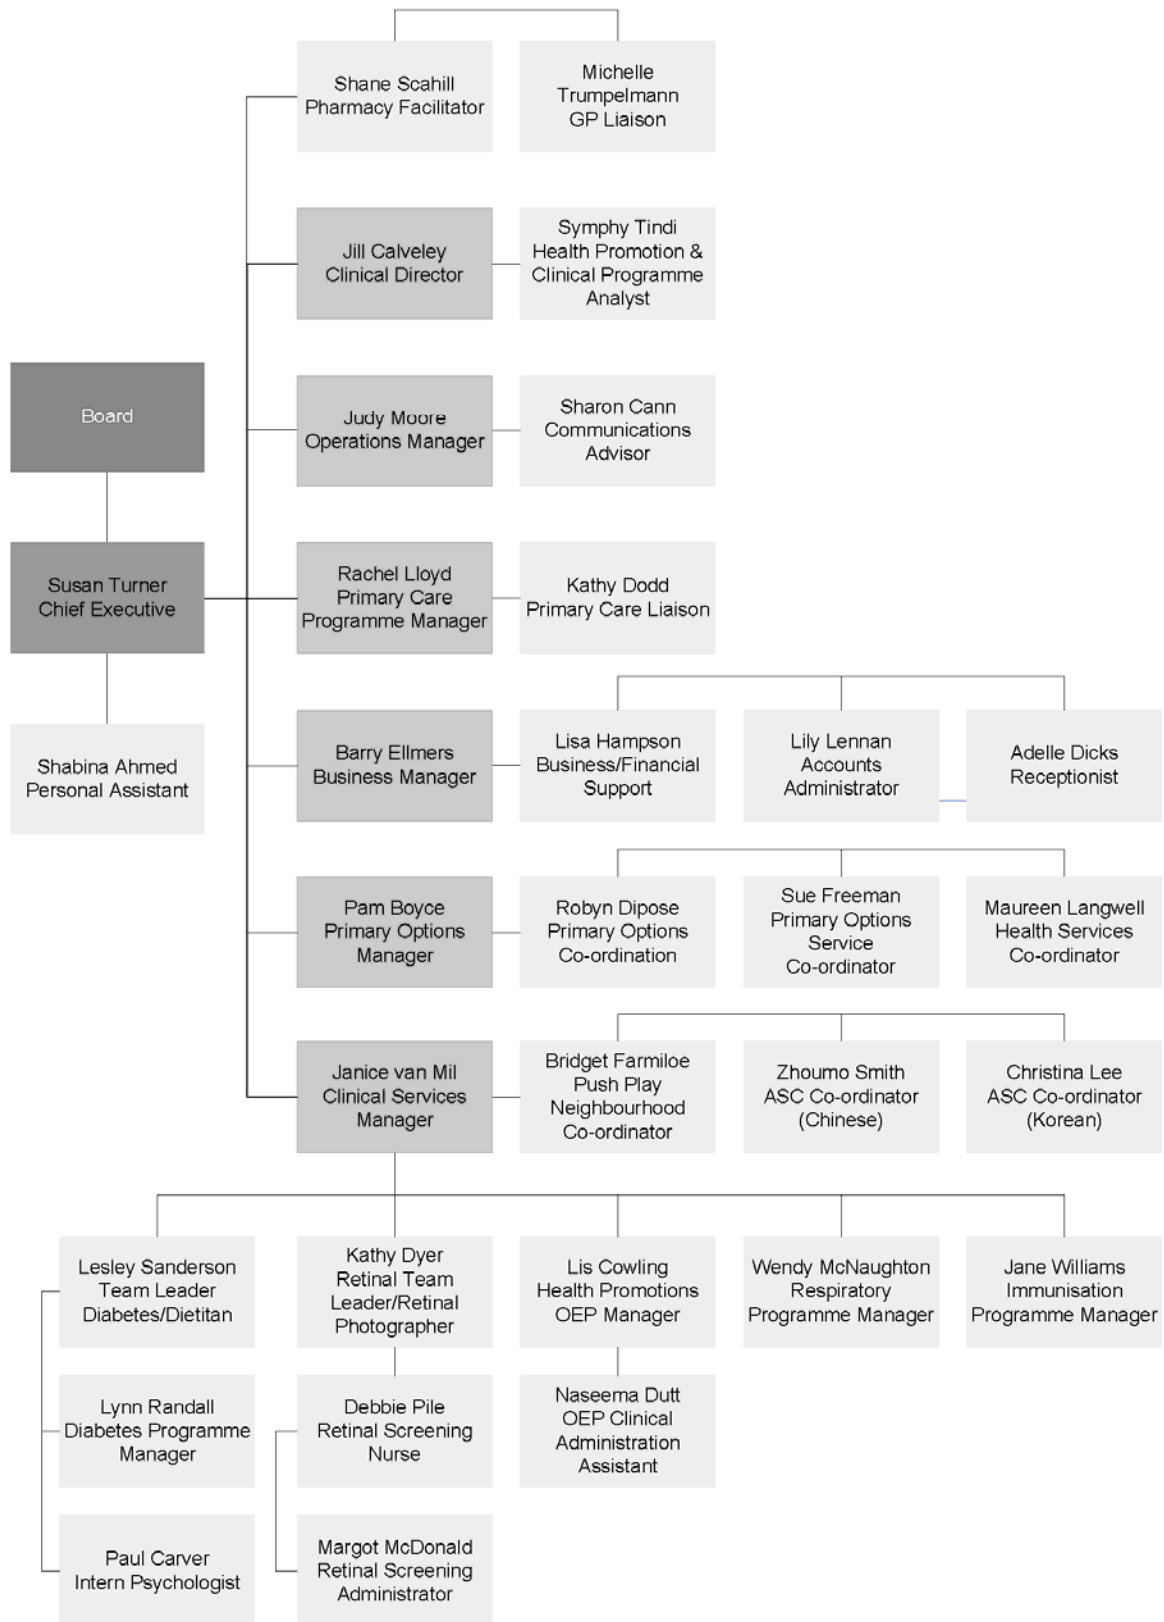 Shane Scahill
Pharmacy Facilitator
Michelle
Trumpelmann
GP Liaison
Jill Calveley
Clinical Director
Symphy Tindi
Health Promotion &
Clinical Programme
Analyst
Board
Judy Moore
Operations Manager
Sharon Cann
Communications
Advisor
Susan Turner
Chief Executive
Rachel Lloyd
Primary Care
Programme Manager
Kathy Dodd
Primary Care Liaison
Shabina Ahmed
Personal Assistant
Barry Ellmers
Business Manager
Lisa Hampson
Business/Financial
Support
Lily Lennan
Accounts
Administrator
Adelle Dicks
Receptionist
Pam Boyce
Primary Options
Manager
Robyn Dipose
Primary Options
Co-ordination
Sue Freeman
Primary Options
Service
Co-ordinator
Maureen Langwell
Health Services
Co-ordinator
Janice van Mil
Clinical Services
Manager
Bridget Farmiloe
Push Play
Neighbourhood
Co-ordinator
Zhoumo Smith
ASC Co-ordinator
(Chinese)
Christina Lee
ASC Co-ordinator
(Korean)
Lesley Sanderson
Team Leader
Diabetes/Dietitan
Kathy Dyer
Retinal Team
Leader/Retinal
Photographer
Lis Cowling
Health Promotions
OEP Manager
Wendy McNaughton
Respiratory
Programme Manager
Jane Williams
Immunisation
Programme Manager
Lynn Randall
Diabetes Programme
Manager
Debbie Pile
Retinal Screening
Nurse
Naseema Dutt
OEP Clinical
Administration
Assistant
Paul Carver
Intern Psychologist
Margot McDonald
Retinal Screening
Administrator